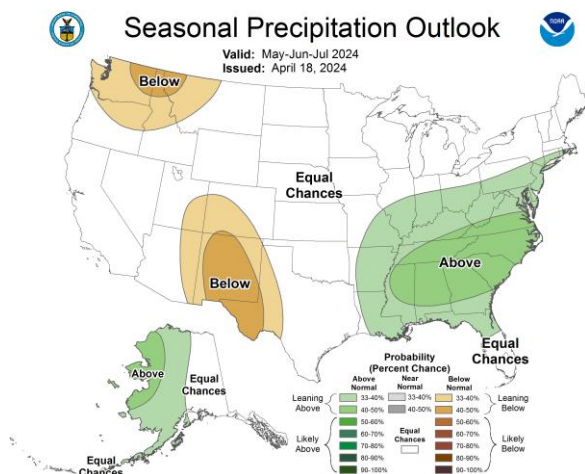 Seasonal Precipitation Outlook
NOAA
Valid: May-Jun-Jul 2024
Issued: April 18, 2024
Below
Equal
Chances
Above
Below
Equal
Chances
Above
Equal
Chances
Equal
Chances
Probability
(Percent Chance)
Above Normal
Near Normal
Below Normal
Leaning Above
33-40%
33-40%
33-40%
Leaning Below
40-50%
40-50%
40-50%
Likely Above
50-60%
60-70%
70-80%
80-90%
90-100%
Equal Chances
50-60%
60-70%
70-80%
80-90%
90-100%
Likely Below